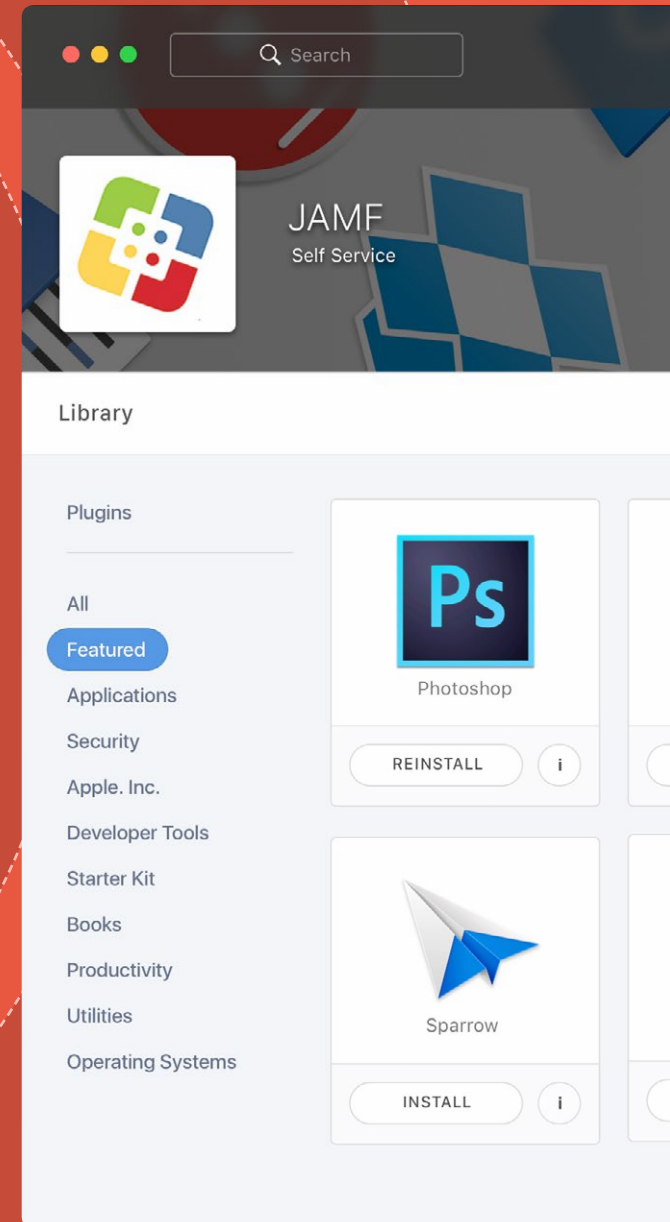 Search
JAMF
Self Service
Library
Plugins
All
Featured
Applications
Security
Apple. Inc.
Developer Tools
Starter Kit
Books
Productivity
Utilities
Operating Systems
Ps
Photoshop
REINSTALL i
Sparrow
INSTALL i